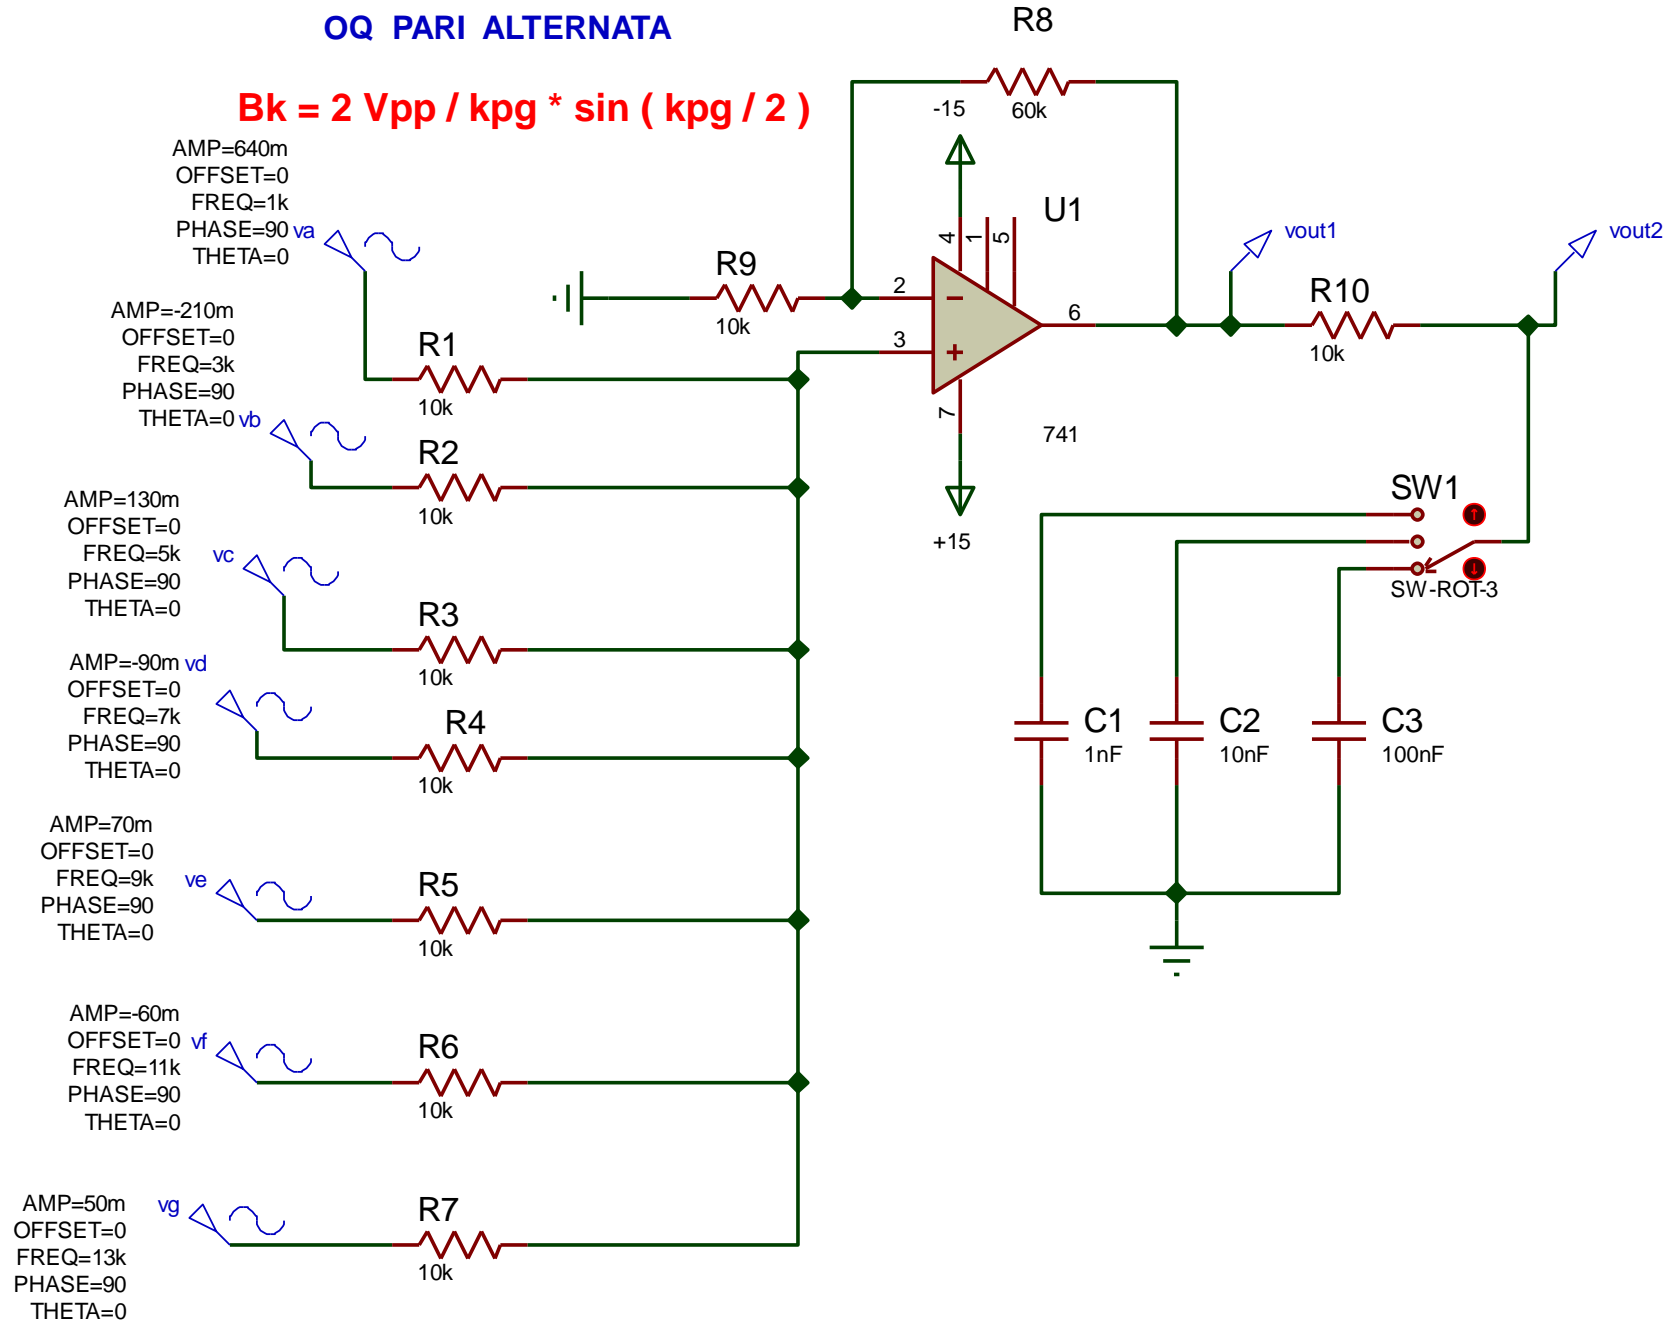 OQ PARI ALTERNATA
Bk = 2 Vpp / kpg * sin ( kpg / 2 )
AMP=640m
OFFSET=0
FREQ=1k
PHASE=90
THETA=0
va
AMP=-210m
OFFSET=0
FREQ=3k
PHASE=90
THETA=0
vb
AMP=130m
OFFSET=0
FREQ=5k
PHASE=90
THETA=0
vc
AMP=-90m
OFFSET=0
FREQ=7k
PHASE=90
THETA=0
vd
AMP=70m
OFFSET=0
FREQ=9k
PHASE=90
THETA=0
ve
AMP=-60m
OFFSET=0
FREQ=11k
PHASE=90
THETA=0
vf
AMP=50m
OFFSET=0
FREQ=13k
PHASE=90
THETA=0
vg
R1
10k
R2
10k
R3
10k
R4
10k
R5
10k
R6
10k
R7
10k
R9
10k
R8
60k
-15
U1
4
1
5
2
3
6
7
741
+15
vout1
R10
10k
vout2
SW1
SW-ROT-3
C1
1nF
C2
10nF
C3
100nF